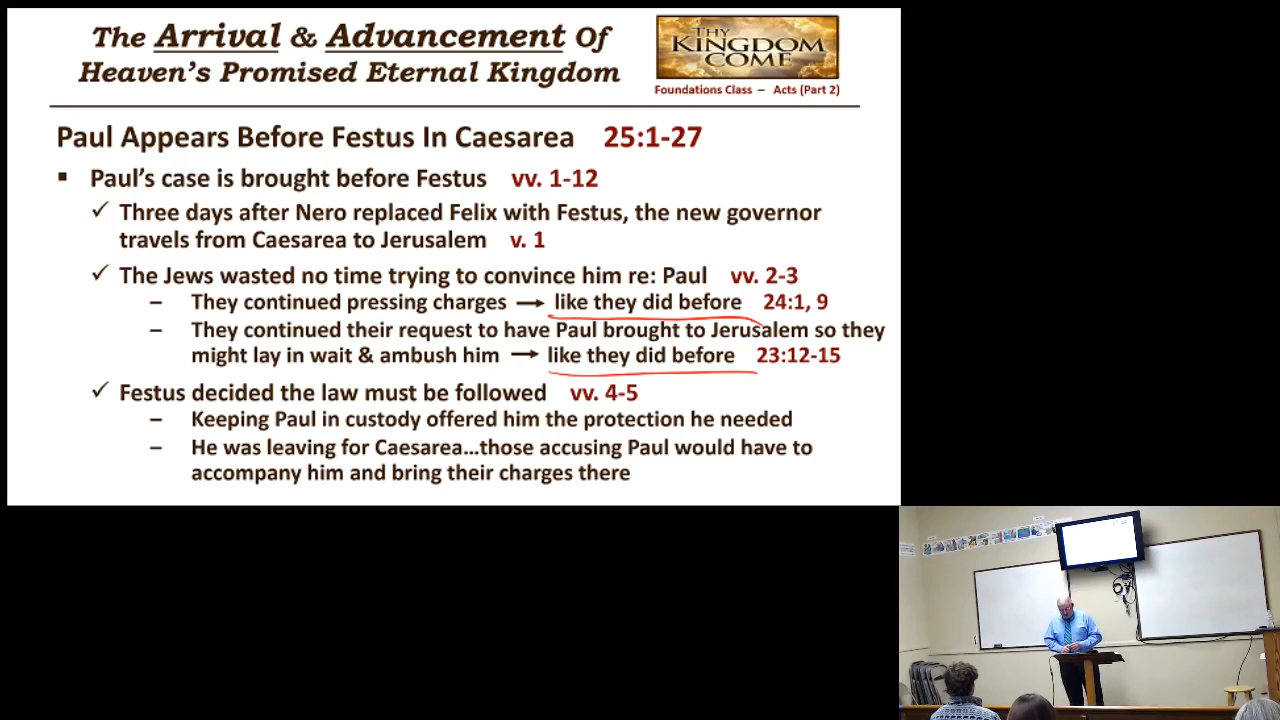 The Arrival & Advancement Of
Heaven's Promised Eternal Kingdom
THY
KINGDOM
COME
Foundations Class – Acts (Part 2)
Paul Appears Before Festus In Caesarea 25:1-27
▪ Paul's case is brought before Festus vv. 1-12
✓ Three days after Nero replaced Felix with Festus, the new governor
travels from Caesarea to Jerusalem v. 1
✓ The Jews wasted no time trying to convince him re: Paul vv. 2-3
– They continued pressing charges → like they did before 24:1, 9
– They continued their request to have Paul brought to Jerusalem so they
might lay in wait & ambush him → like they did before 23:12-15
✓ Festus decided the law must be followed vv. 4-5
– Keeping Paul in custody offered him the protection he needed
– He was leaving for Caesarea…those accusing Paul would have to
accompany him and bring their charges there